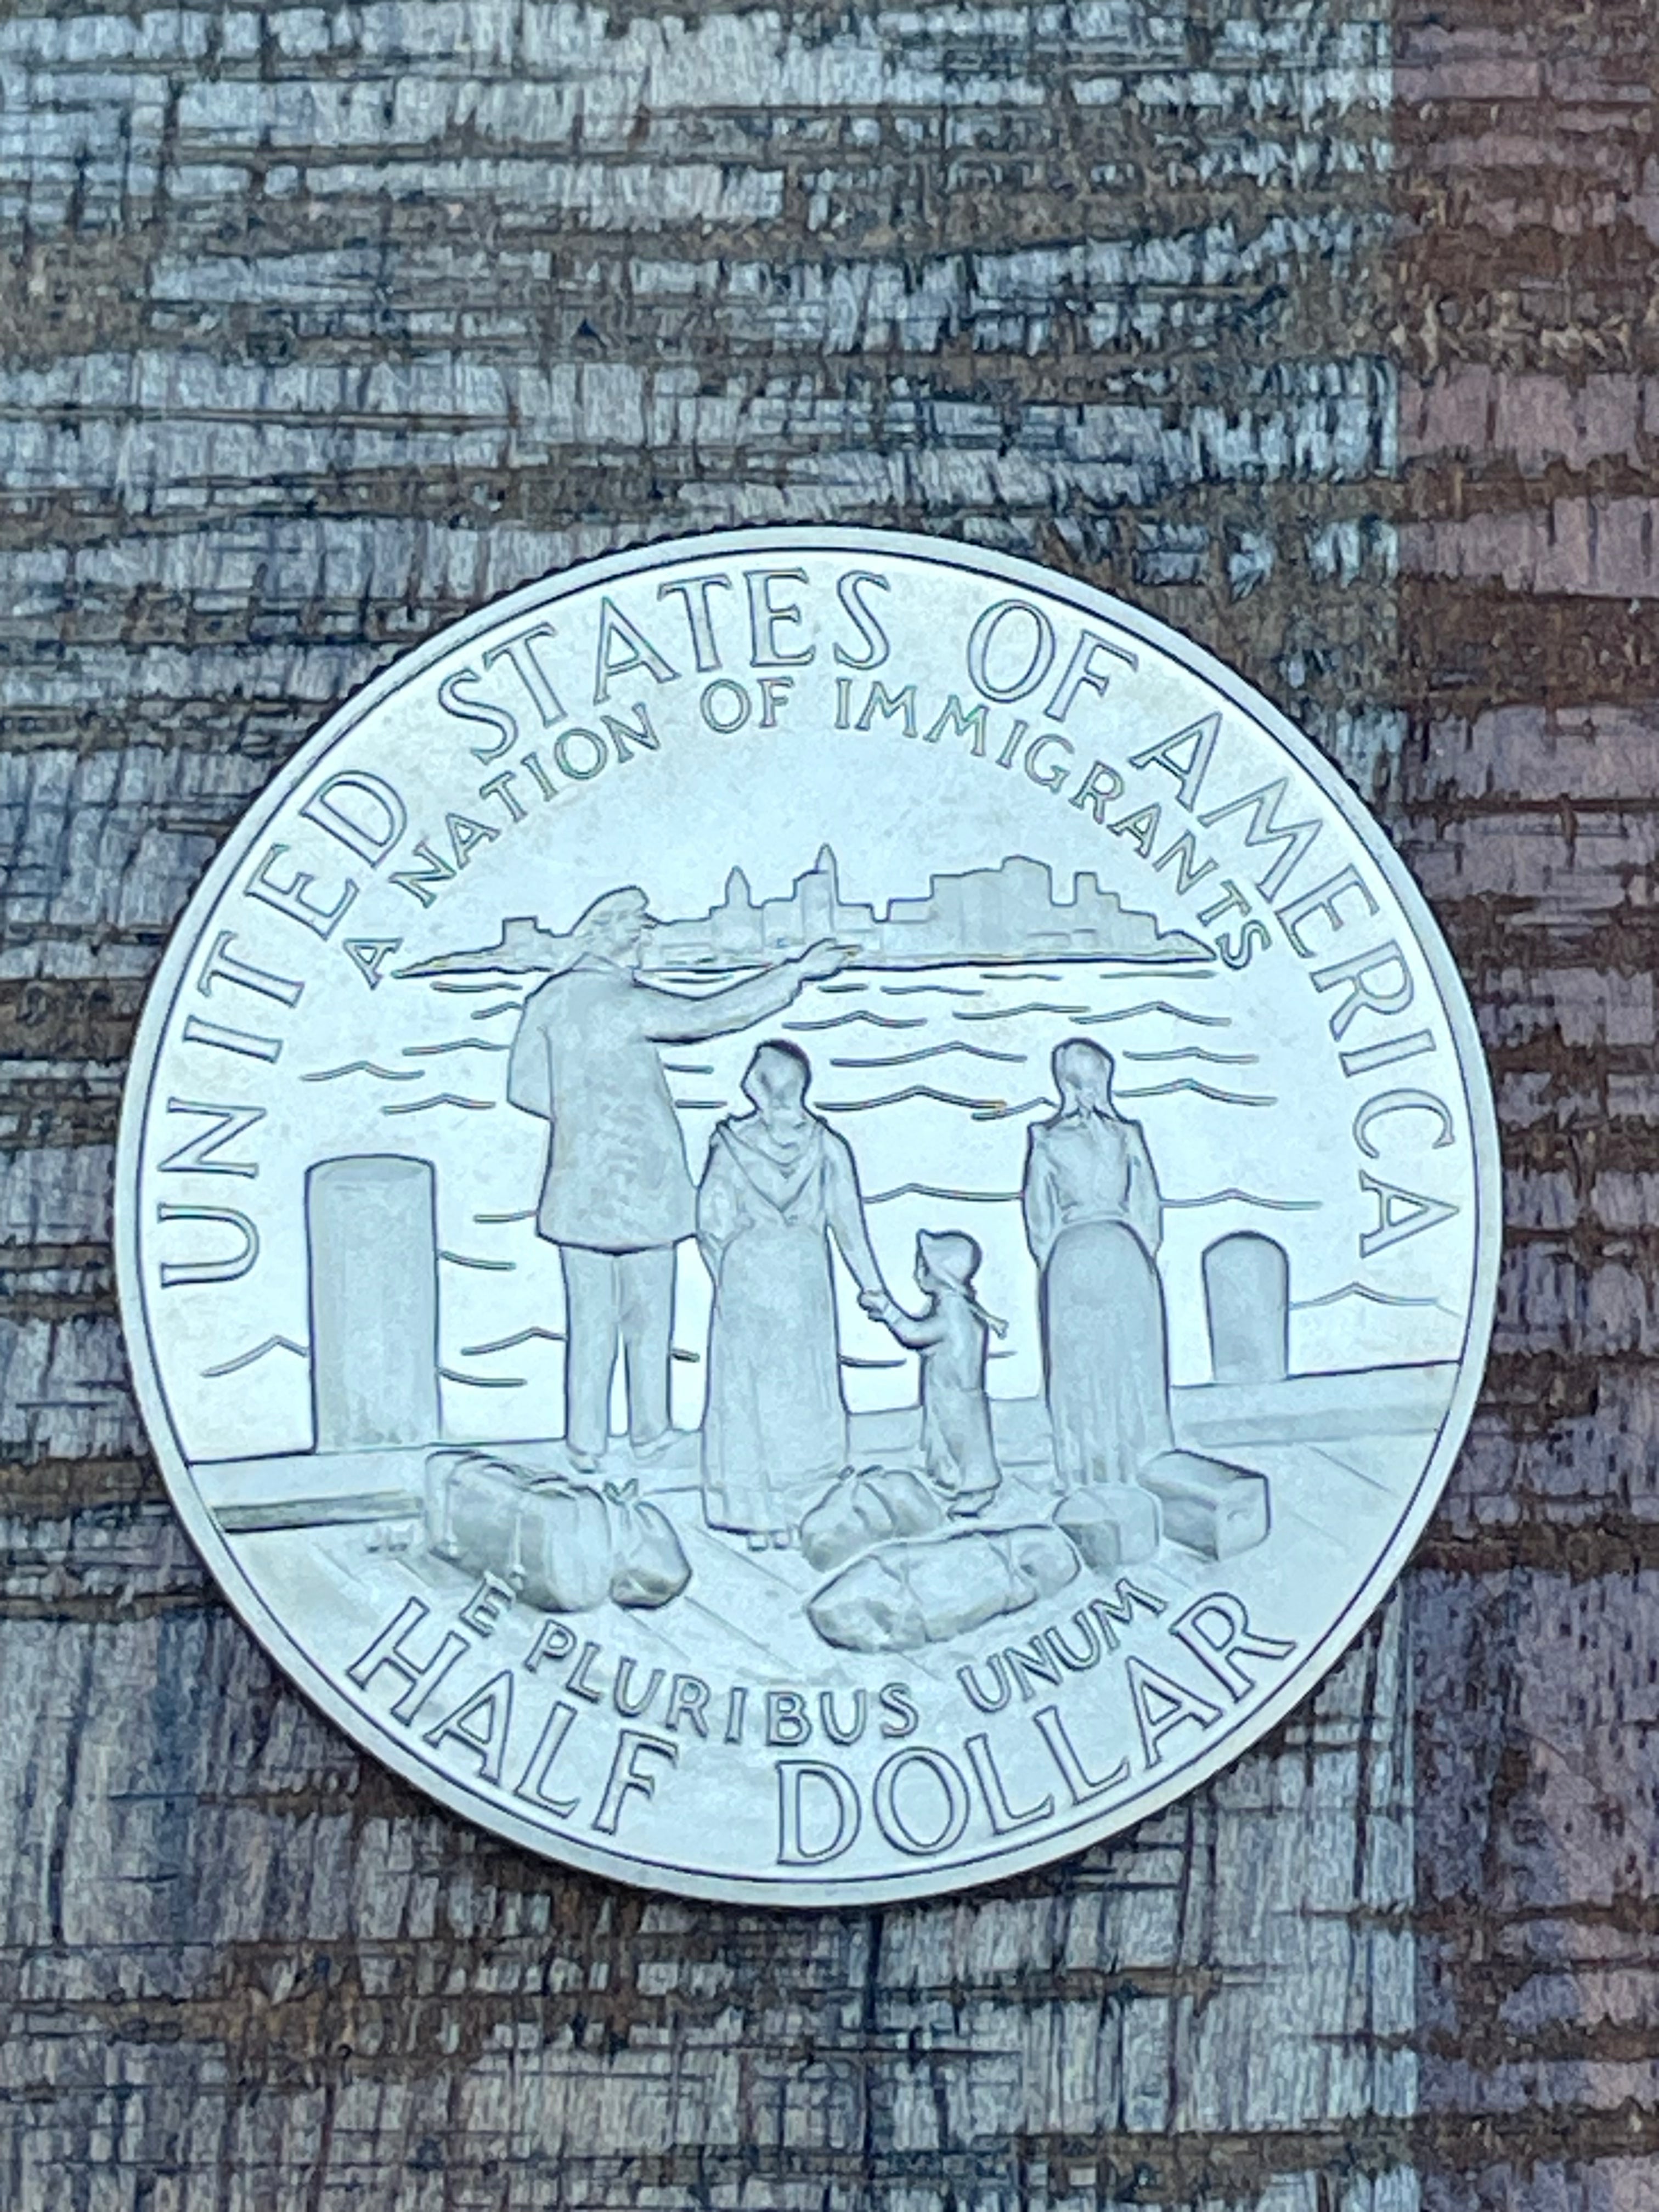 UNITED STATES OF AMERICA
A NATION OF IMMIGRANTS
E PLURIBUS UNUM
HALF DOLLAR